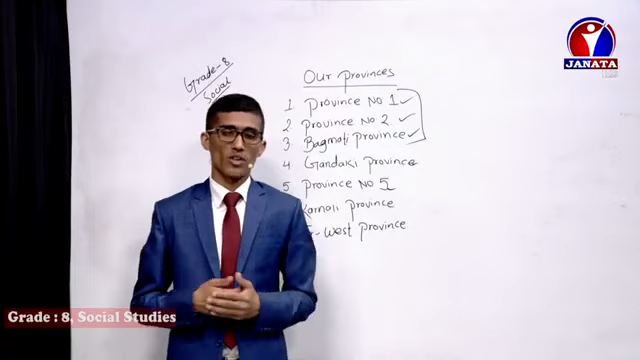 JANATA
Grade-8
Social
Our provinces
1 province No 1
2 province No 2
3 Bagmati province
4 Gandaki province
5 province No 5
Karnali province
West province
Grade : 8, Social Studies